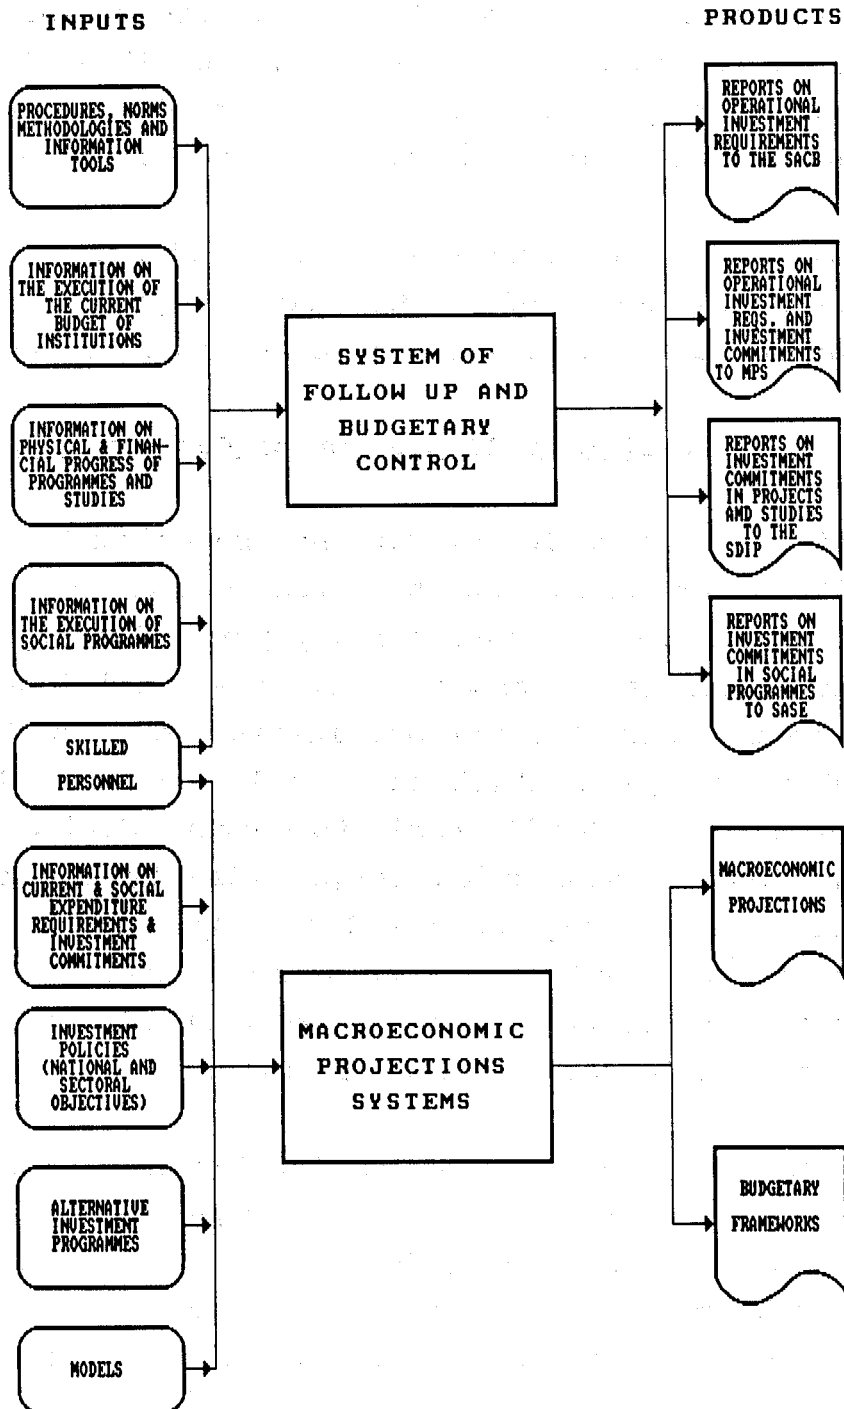 INPUTS
PRODUCTS
PROCEDURES, NORMS
METHODOLOGIES AND
INFORMATION
TOOLS
INFORMATION ON
THE EXECUTION OF
THE CURRENT
BUDGET OF
INSTITUTIONS
INFORMATION ON
PHYSICAL & FINAN-
CIAL PROGRESS OF
PROGRAMMES AND
STUDIES
INFORMATION ON
THE EXECUTION OF
SOCIAL PROGRAMMES
SKILLED
PERSONNEL
SYSTEM OF
FOLLOW UP AND
BUDGETARY
CONTROL
REPORTS ON
OPERATIONAL
INVESTMENT
REQUIREMENTS
TO THE SACB
REPORTS ON
OPERATIONAL
INVESTMENT
REQS. AND
INVESTMENT
COMMITMENTS
TO MPS
REPORTS ON
INVESTMENT
COMMITMENTS
IN PROJECTS
AND STUDIES
TO THE
SDIP
REPORTS ON
INVESTMENT
COMMITMENTS
IN SOCIAL
PROGRAMMES
TO SASE
INFORMATION ON
CURRENT & SOCIAL
EXPENDITURE
REQUIREMENTS &
INVESTMENT
COMMITMENTS
INVESTMENT
POLICIES
(NATIONAL AND
SECTORAL
OBJECTIVES)
ALTERNATIVE
INVESTMENT
PROGRAMMES
MODELS
MACROECONOMIC
PROJECTIONS
SYSTEMS
MACROECONOMIC
PROJECTIONS
BUDGETARY
FRAMEWORKS